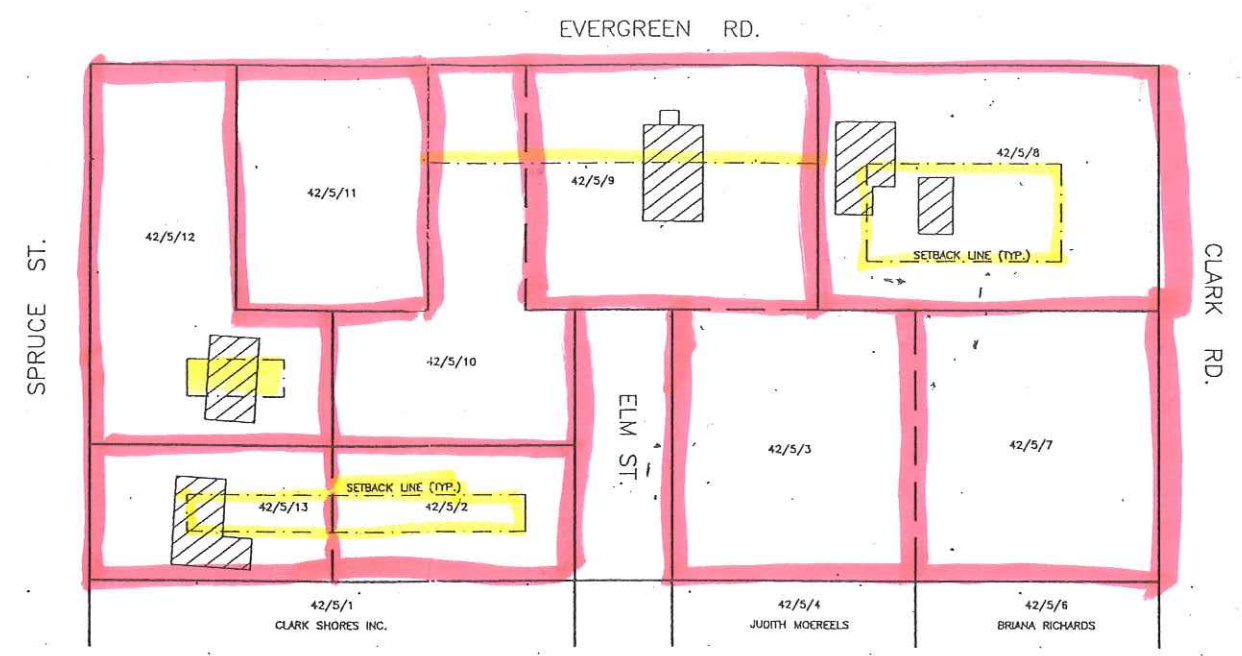 EVERGREEN RD.
42/5/8
42/5/9
42/5/11
42/5/12
SPRUCE ST.
CLARK RD.
SETBACK LINE (TYP.)
42/5/10
ELM ST.
42/5/3
42/5/7
SETBACK LINE (TYP.)
42/5/13
42/5/2
42/5/1
CLARK SHORES INC.
42/5/4
JUDITH MOEREELS
42/5/6
BRIANA RICHARDS